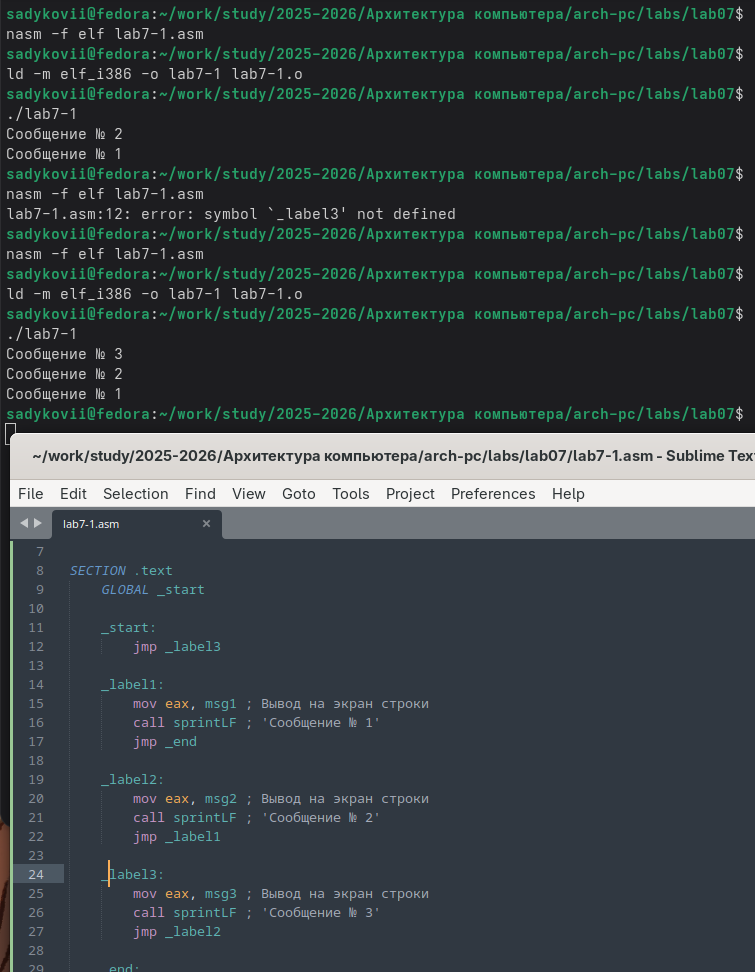 sadykovii@fedora:~/work/study/2025-2026/Архитектура компьютера/arch-pc/labs/lab07$
nasm -f elf lab7-1.asm
sadykovii@fedora:~/work/study/2025-2026/Архитектура компьютера/arch-pc/labs/lab07$
ld -m elf_i386 -o lab7-1 lab7-1.o
sadykovii@fedora:~/work/study/2025-2026/Архитектура компьютера/arch-pc/labs/lab07$
./lab7-1
Сообщение № 2
Сообщение № 1
sadykovii@fedora:~/work/study/2025-2026/Архитектура компьютера/arch-pc/labs/lab07$
nasm -f elf lab7-1.asm
lab7-1.asm:12: error: symbol `_label3' not defined
sadykovii@fedora:~/work/study/2025-2026/Архитектура компьютера/arch-pc/labs/lab07$
nasm -f elf lab7-1.asm
sadykovii@fedora:~/work/study/2025-2026/Архитектура компьютера/arch-pc/labs/lab07$
ld -m elf_i386 -o lab7-1 lab7-1.o
sadykovii@fedora:~/work/study/2025-2026/Архитектура компьютера/arch-pc/labs/lab07$
./lab7-1
Сообщение № 3
Сообщение № 2
Сообщение № 1
sadykovii@fedora:~/work/study/2025-2026/Архитектура компьютера/arch-pc/labs/lab07$
~/work/study/2025-2026/Архитектура компьютера/arch-pc/labs/lab07/lab7-1.asm - Sublime Tex
File Edit Selection Find View Goto Tools Project Preferences Help
lab7-1.asm ×
7
8 SECTION .text
9 GLOBAL _start
10
11 _start:
12 jmp _label3
13
14 _label1:
15 mov eax, msg1 ; Вывод на экран строки
16 call sprintLF ; 'Сообщение № 1'
17 jmp _end
18
19 _label2:
20 mov eax, msg2 ; Вывод на экран строки
21 call sprintLF ; 'Сообщение № 2'
22 jmp _label1
23
24 _label3:
25 mov eax, msg3 ; Вывод на экран строки
26 call sprintLF ; 'Сообщение № 3'
27 jmp _label2
28
29 _end: